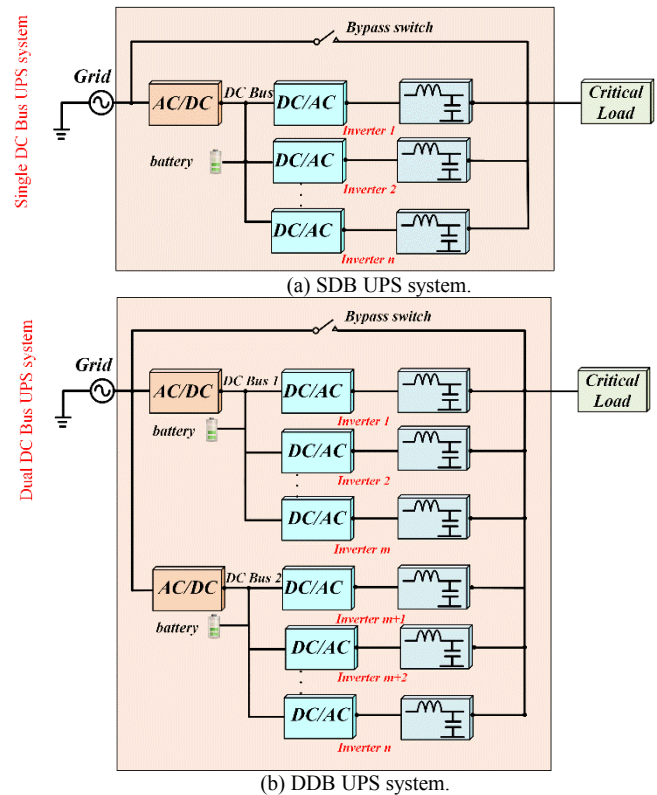 Single DC Bus UPS system
Bypass switch
Grid
AC/DC
DC Bus
DC/AC
Critical
Load
Inverter 1
battery
DC/AC
Inverter 2
DC/AC
Inverter n
(a) SDB UPS system.
Dual DC Bus UPS system
Bypass switch
Grid
AC/DC
DC Bus 1
DC/AC
Critical
Load
Inverter 1
battery
DC/AC
Inverter 2
DC/AC
Inverter m
AC/DC
DC Bus 2
DC/AC
Inverter m+1
battery
DC/AC
Inverter m+2
DC/AC
Inverter n
(b) DDB UPS system.